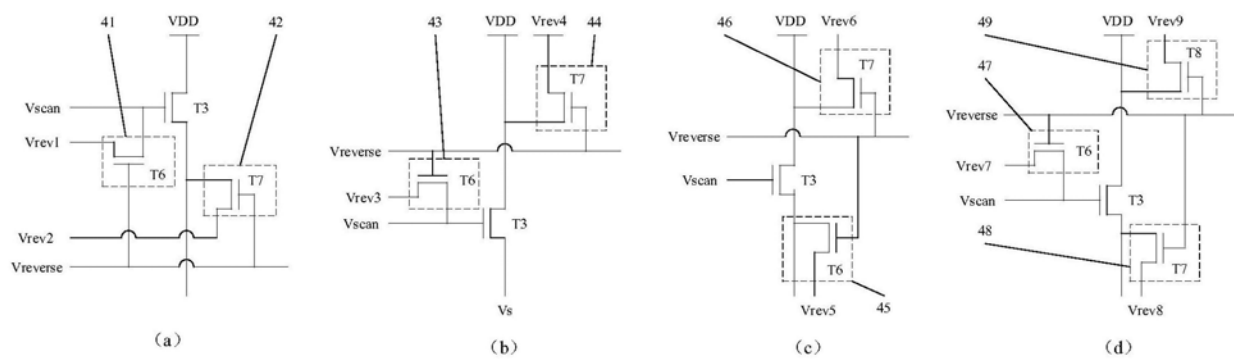 41
VDD
42
Vscan
T3
Vrev1
T6
T7
Vrev2
Vreverse
(a)
43
VDD
Vrev4
44
T7
Vreverse
T6
Vrev3
Vscan
T3
Vs
(b)
46
VDD
Vrev6
T7
Vreverse
Vscan
T3
T6
Vrev5
45
(c)
49
VDD
Vrev9
T8
47
Vreverse
T6
Vrev7
Vscan
T3
48
T7
Vrev8
(d)